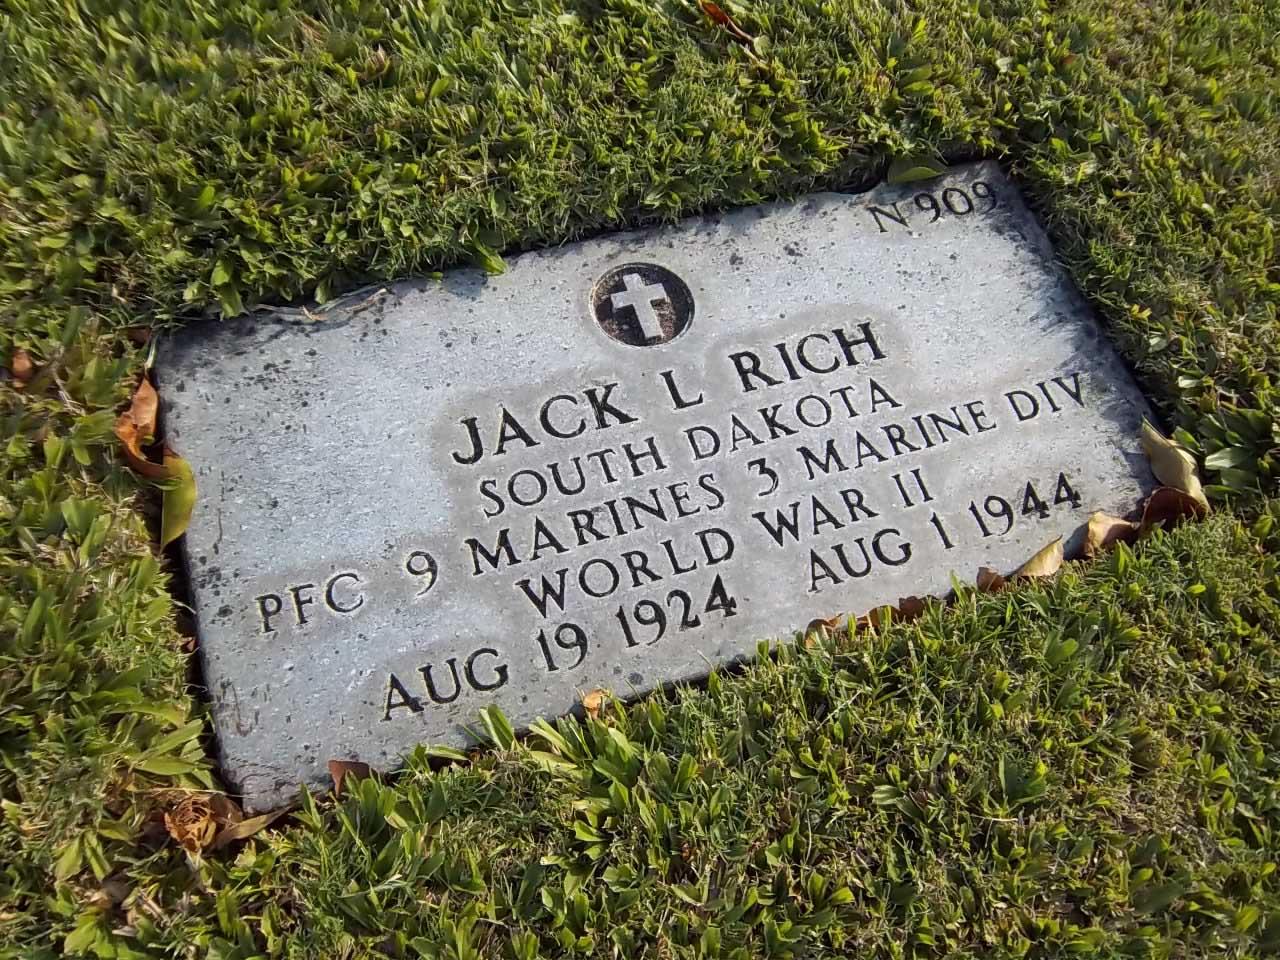 N 909
JACK L RICH
SOUTH DAKOTA
PFC 9 MARINES 3 MARINE DIV
WORLD WAR II
AUG 19 1924 AUG 1 1944